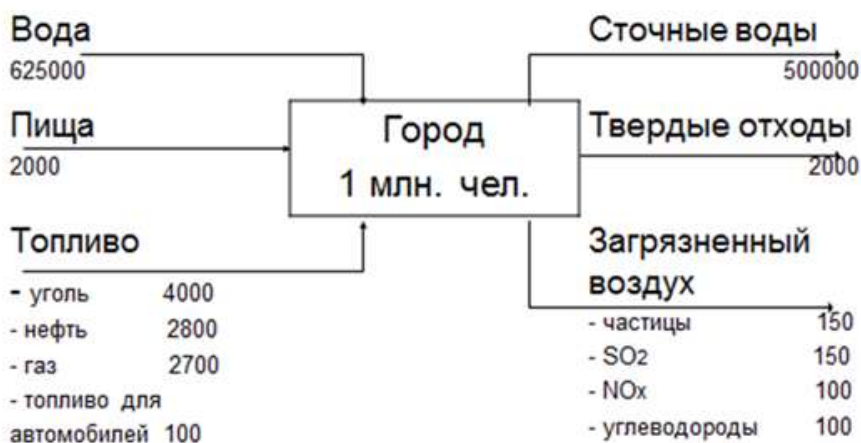 Вода
625000
Пища
2000
Топливо
- уголь 4000
- нефть 2800
- газ 2700
- топливо для
автомобилей 100
Город
1 млн. чел.
Сточные воды
500000
Твердые отходы
2000
Загрязненный
воздух
- частицы 150
- SO2 150
- NOx 100
- углеводороды 100